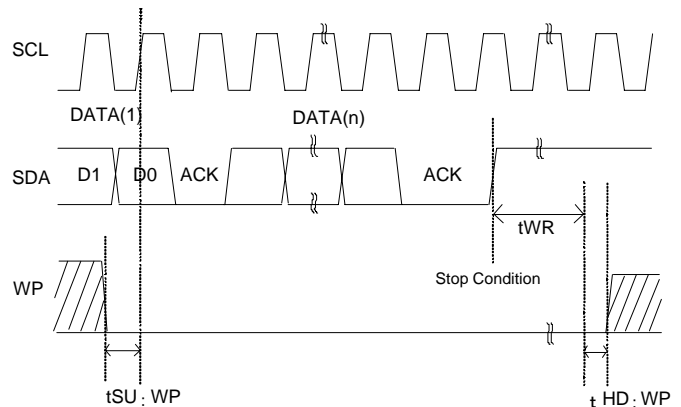 SCL
DATA(1)
DATA(n)
SDA
D1
D0
ACK
ACK
tWR
Stop Condition
WP
tSU : WP
t HD : WP